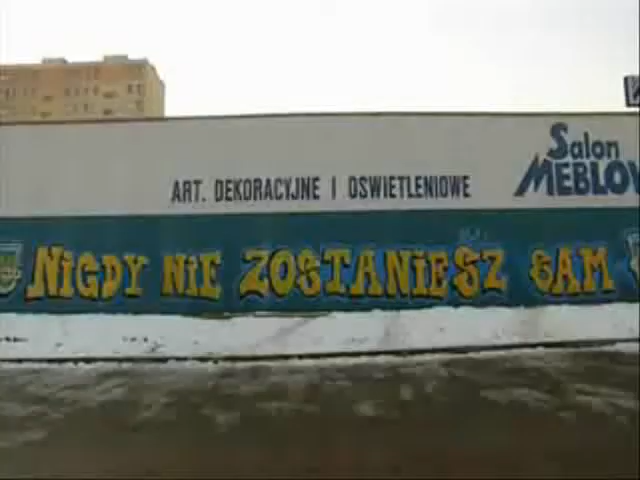 Salon
MEBLOW
ART. DEKORACYJNE I OSWIETLENIOWE
NIGDY NIE ZOSTANIESZ SAM